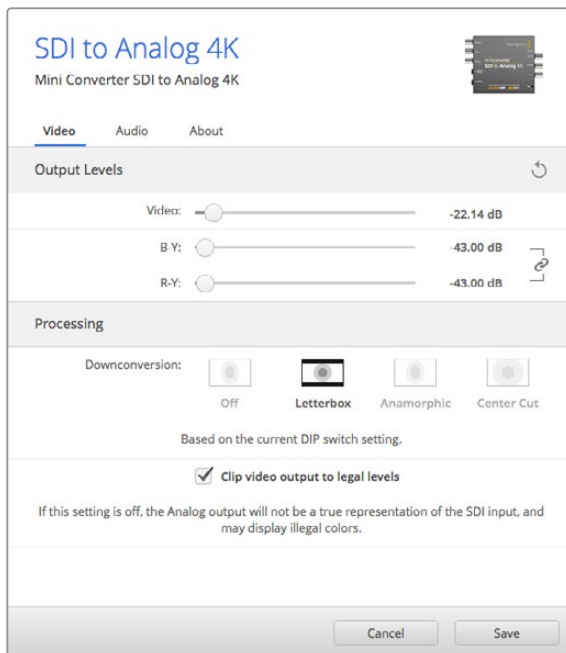 SDI to Analog 4K
Mini Converter SDI to Analog 4K
Video Audio About
Output Levels
Video: -22.14 dB
B-Y: -43.00 dB
R-Y: -43.00 dB
Processing
Downconversion:
Off Letterbox Anamorphic Center Cut
Based on the current DIP switch setting.
Clip video output to legal levels
If this setting is off, the Analog output will not be a true representation of the SDI input, and
may display illegal colors.
Cancel Save